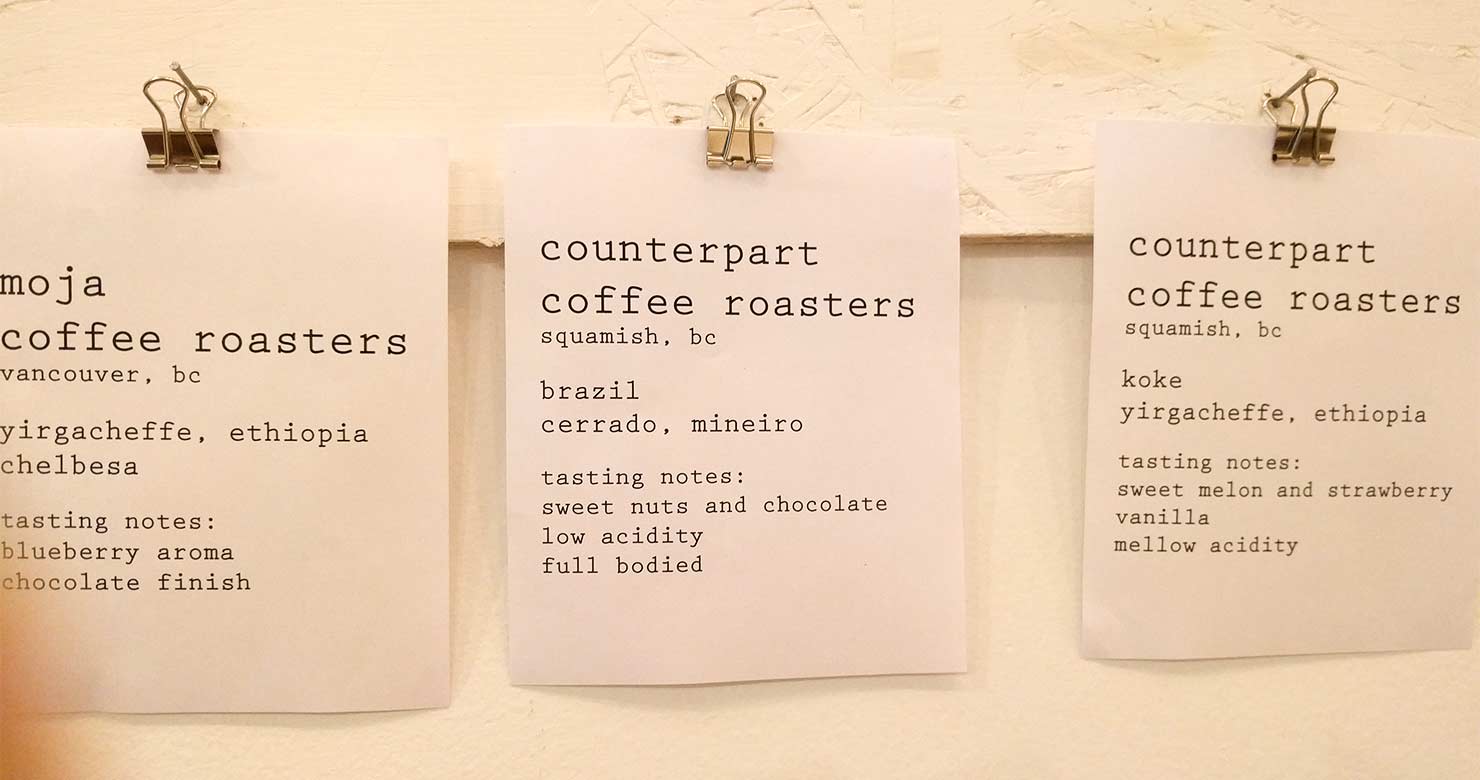 moja
coffee roasters
vancouver, bc
yirgacheffe, ethiopia
chelbesa
tasting notes:
blueberry aroma
chocolate finish
counterpart
coffee roasters
squamish, bc
brazil
cerrado, mineiro
tasting notes:
sweet nuts and chocolate
low acidity
full bodied
counterpart
coffee roasters
squamish, bc
koke
yirgacheffe, ethiopia
tasting notes:
sweet melon and strawberry
vanilla
mellow acidity